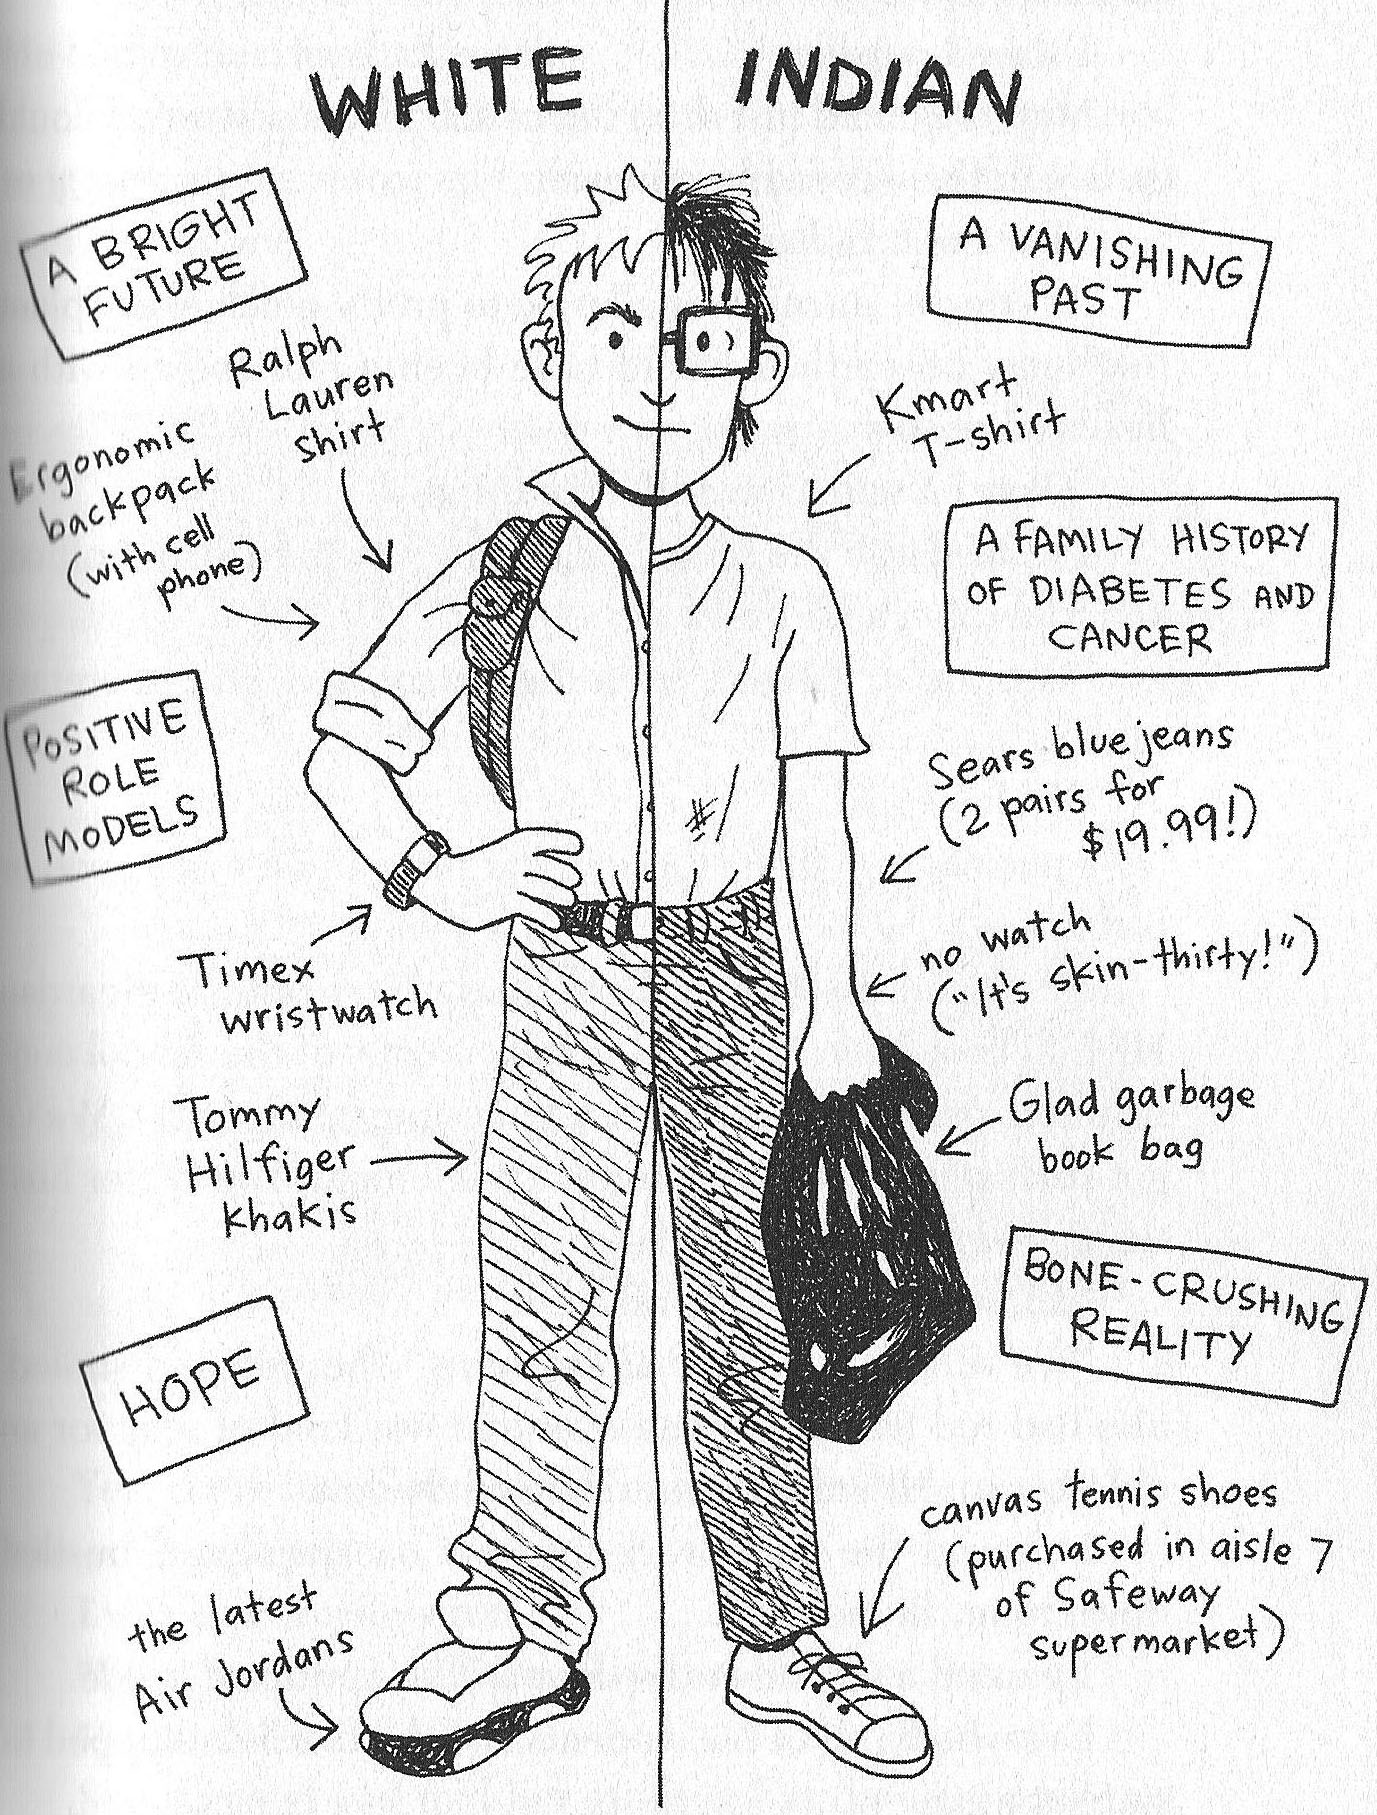 WHITE
INDIAN
A BRIGHT
FUTURE
Ralph
Lauren
shirt
Ergonomic
backpack
(with cell
phone)
POSITIVE
ROLE
MODELS
Timex
wristwatch
Tommy
Hilfiger
khakis
HOPE
the latest
Air Jordans
A VANISHING
PAST
Kmart
T-shirt
A FAMILY HISTORY
OF DIABETES AND
CANCER
Sears blue jeans
(2 pairs for
$19.99!)
no watch
("It's skin-thirty!")
Glad garbage
book bag
BONE-CRUSHING
REALITY
canvas tennis shoes
(purchased in aisle 7
of Safeway
supermarket)